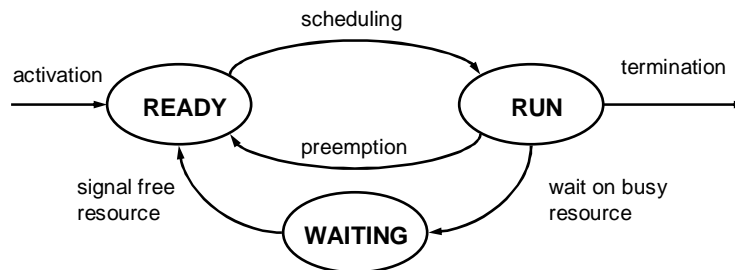 scheduling
activation
termination
READY
RUN
preemption
signal free
resource
wait on busy
resource
WAITING